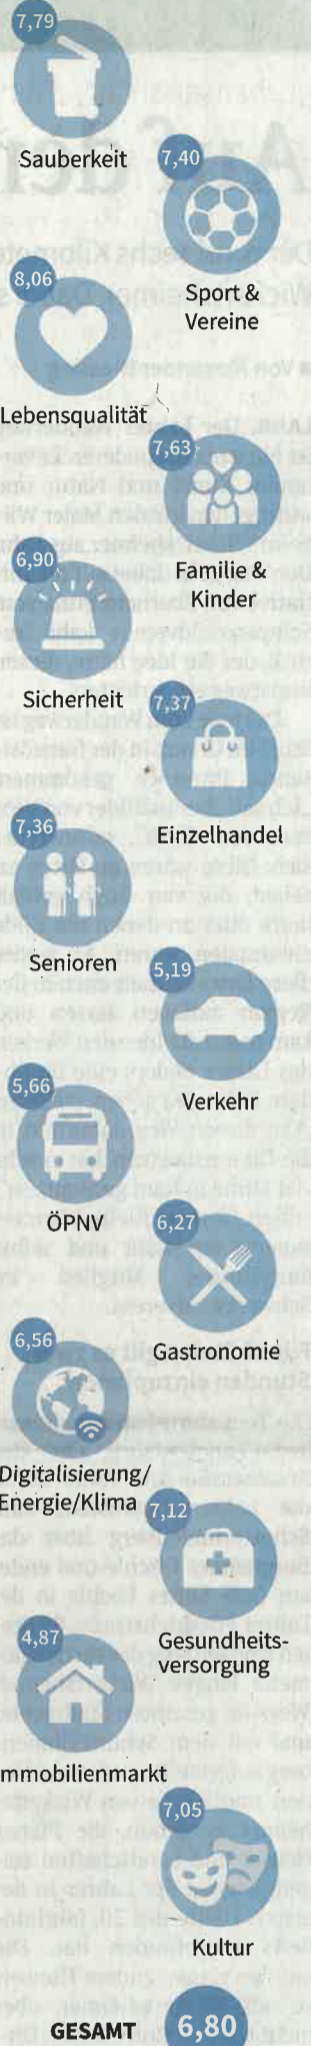 7,79
Sauberkeit
7,40
Sport &
Vereine
8,06
Lebensqualität
7,63
Familie &
Kinder
6,90
Sicherheit
7,37
Einzelhandel
7,36
Senioren
5,19
Verkehr
5,66
ÖPNV
6,27
Gastronomie
6,56
Digitalisierung/
Energie/Klima
7,12
Gesundheits-
versorgung
4,87
mmobilienmarkt
7,05
Kultur
GESAMT 6,80